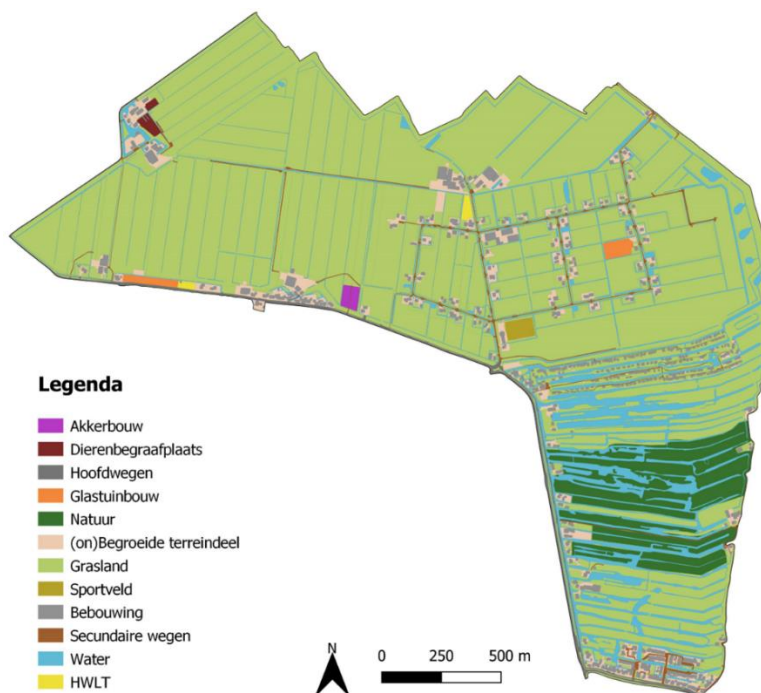 Legenda
Akkerbouw
Dierenbegraafplaats
Hoofdwegen
Glastuinbouw
Natuur
(on)Begroeide terreindeel
Grasland
Sportveld
Bebouwing
Secundaire wegen
Water
HWLT
N
0 250 500 m